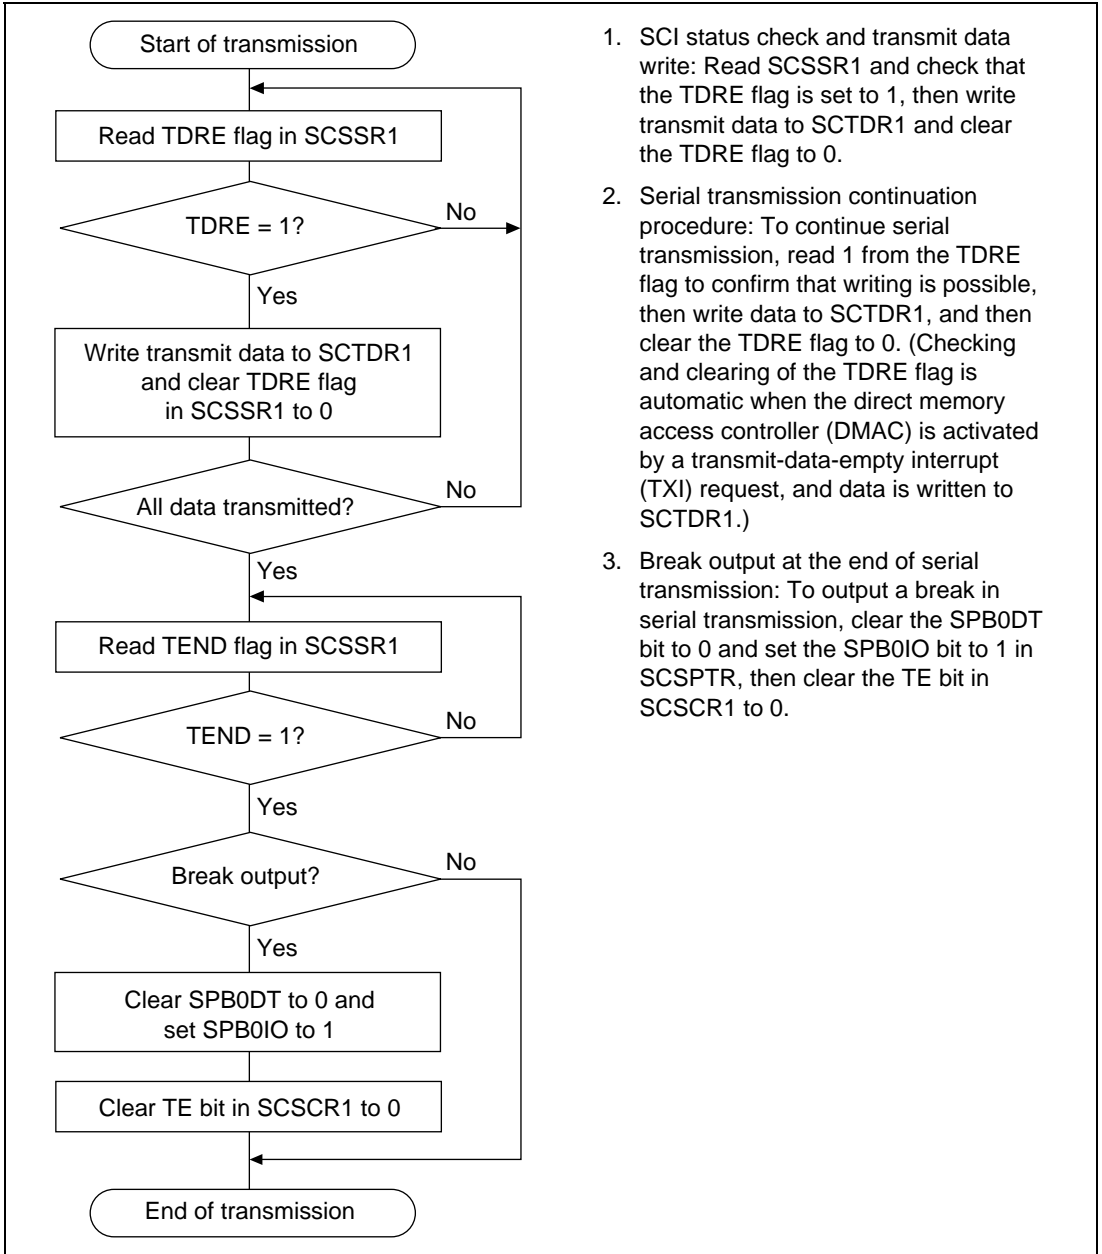 Start of transmission
Read TDRE flag in SCSSR1
TDRE = 1?
No
Yes
Write transmit data to SCTDR1
and clear TDRE flag
in SCSSR1 to 0
All data transmitted?
No
Yes
Read TEND flag in SCSSR1
TEND = 1?
No
Yes
Break output?
No
Yes
Clear SPB0DT to 0 and
set SPB0IO to 1
Clear TE bit in SCSCR1 to 0
End of transmission
1. SCI status check and transmit data
write: Read SCSSR1 and check that
the TDRE flag is set to 1, then write
transmit data to SCTDR1 and clear
the TDRE flag to 0.
2. Serial transmission continuation
procedure: To continue serial
transmission, read 1 from the TDRE
flag to confirm that writing is possible,
then write data to SCTDR1, and then
clear the TDRE flag to 0. (Checking
and clearing of the TDRE flag is
automatic when the direct memory
access controller (DMAC) is activated
by a transmit-data-empty interrupt
(TXI) request, and data is written to
SCTDR1.)
3. Break output at the end of serial
transmission: To output a break in
serial transmission, clear the SPB0DT
bit to 0 and set the SPB0IO bit to 1 in
SCSPTR, then clear the TE bit in
SCSCR1 to 0.